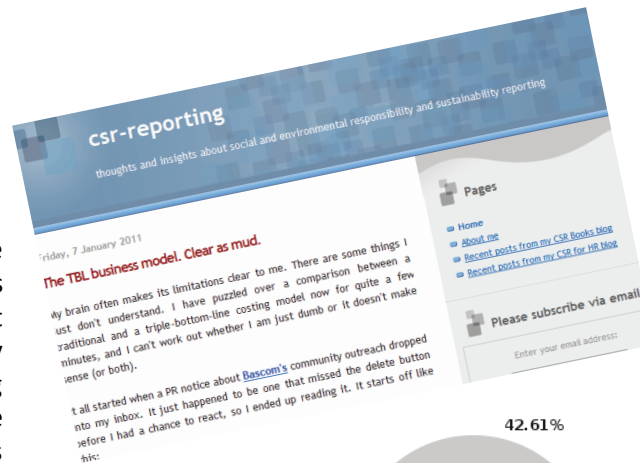 csr-reporting
thoughts and insights about social and environmental responsibility and sustainability reporting
Friday, 7 January 2011
The TBL business model. Clear as mud.
My brain often makes its limitations clear to me. There are some things I
just don't understand. I have puzzled over a comparison between a
traditional and a triple-bottom-line costing model now for quite a few
minutes, and I can't work out whether I am just dumb or it doesn't make
sense (or both).
It all started when a PR notice about Bascom's community outreach dropped
into my inbox. It just happened to be one that missed the delete button
before I had a chance to react, so I ended up reading it. It starts off like
this:
Pages
Home
About me
Recent posts from my CSR Books blog
Recent posts from my CSR for HR blog
Please subscribe via email
Enter your email address:
42.61%